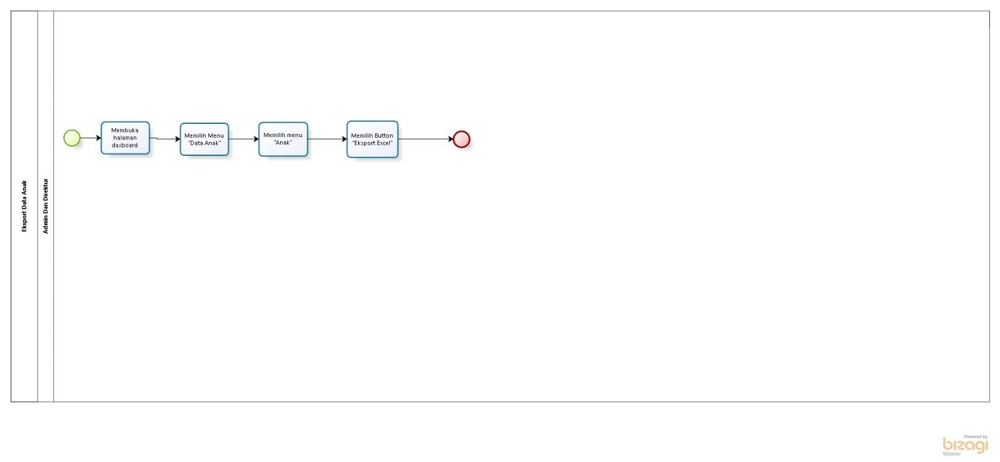 Eksport Data Anak
Admin Dan Direktur
Membuka
halaman
dasboard
Memilih Menu
"Data Anak"
Memilih menu
"Anak"
Memilih Button
"Eksport Excel"
Powered by
bizagi
Modeler